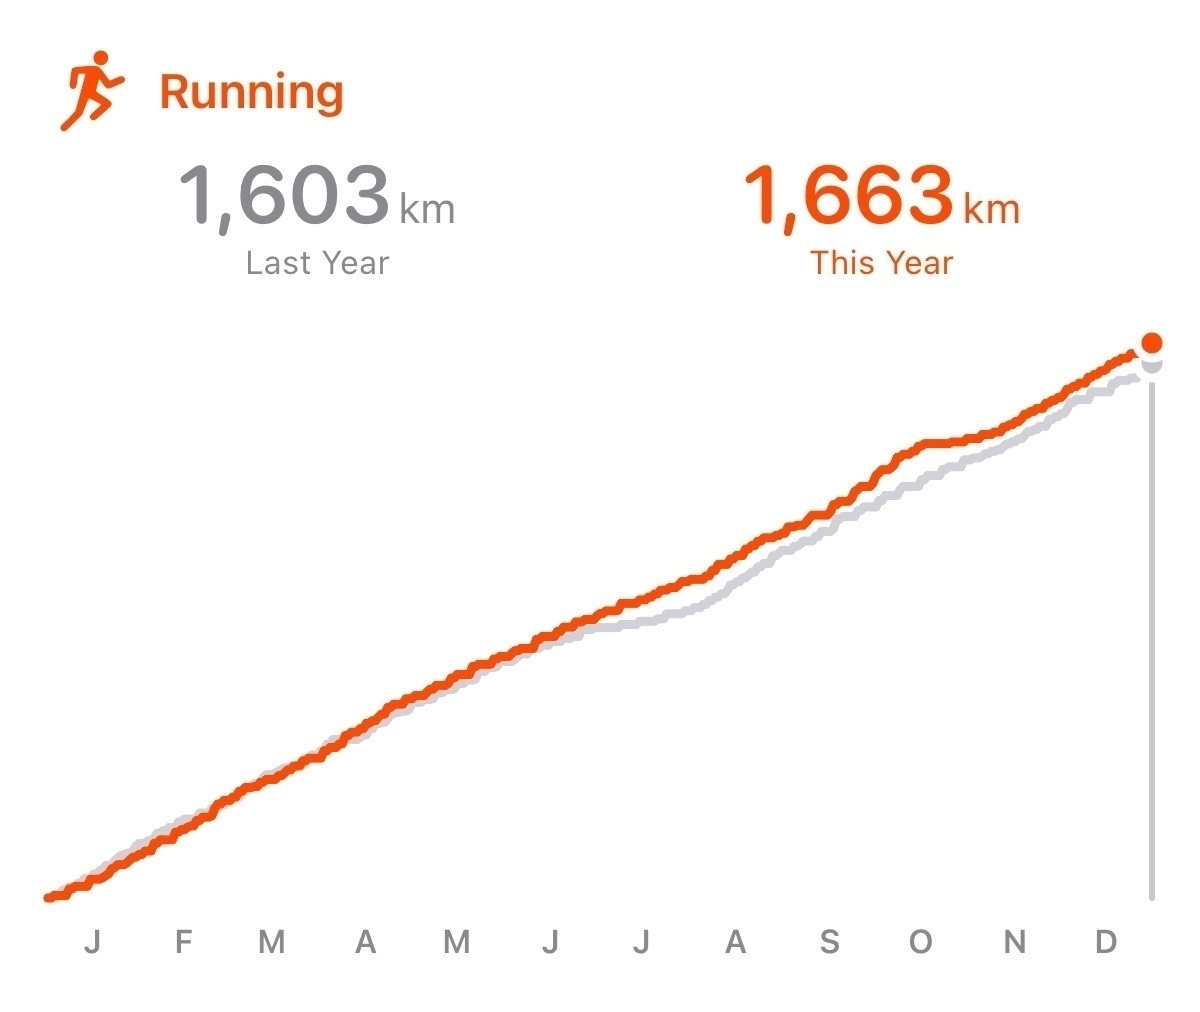 Running
1,603 km
Last Year
1,663 km
This Year
J F M A M J J A S O N D